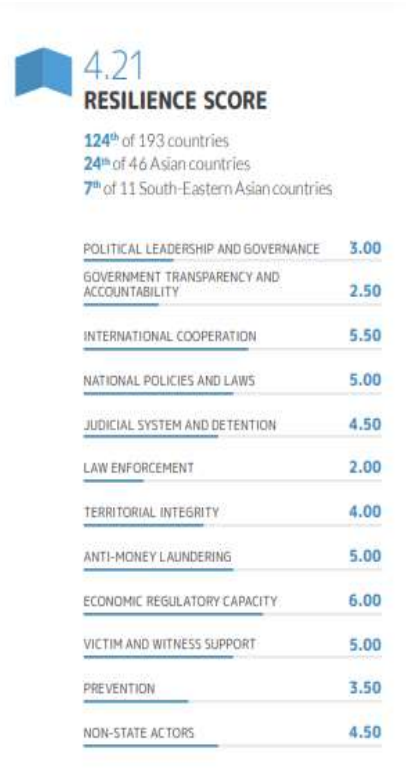 4.21
RESILIENCE SCORE
124th of 193 countries
24th of 46 Asian countries
7th of 11 South-Eastern Asian countries
POLITICAL LEADERSHIP AND GOVERNANCE 3.00
GOVERNMENT TRANSPARENCY AND
ACCOUNTABILITY 2.50
INTERNATIONAL COOPERATION 5.50
NATIONAL POLICIES AND LAWS 5.00
JUDICIAL SYSTEM AND DETENTION 4.50
LAW ENFORCEMENT 2.00
TERRITORIAL INTEGRITY 4.00
ANTI-MONEY LAUNDERING 5.00
ECONOMIC REGULATORY CAPACITY 6.00
VICTIM AND WITNESS SUPPORT 5.00
PREVENTION 3.50
NON-STATE ACTORS 4.50